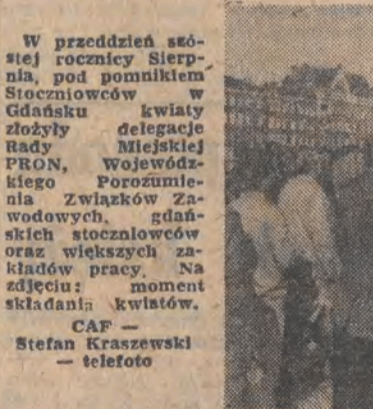 W przeddzień szó-
stej rocznicy Sierp-
nia, pod pomnikiem
Stoczniowców w
Gdańsku kwiaty
złożyły delegacje
Rady Miejskiej
PRON, Wojewódz-
kiego Porozumie-
nia Związków Za-
wodowych, gdań-
skich stoczniowców
oraz większych za-
kładów pracy. Na
zdjęciu: moment
składania kwiatów.
CAF —
Stefan Kraszewski
— telefoto